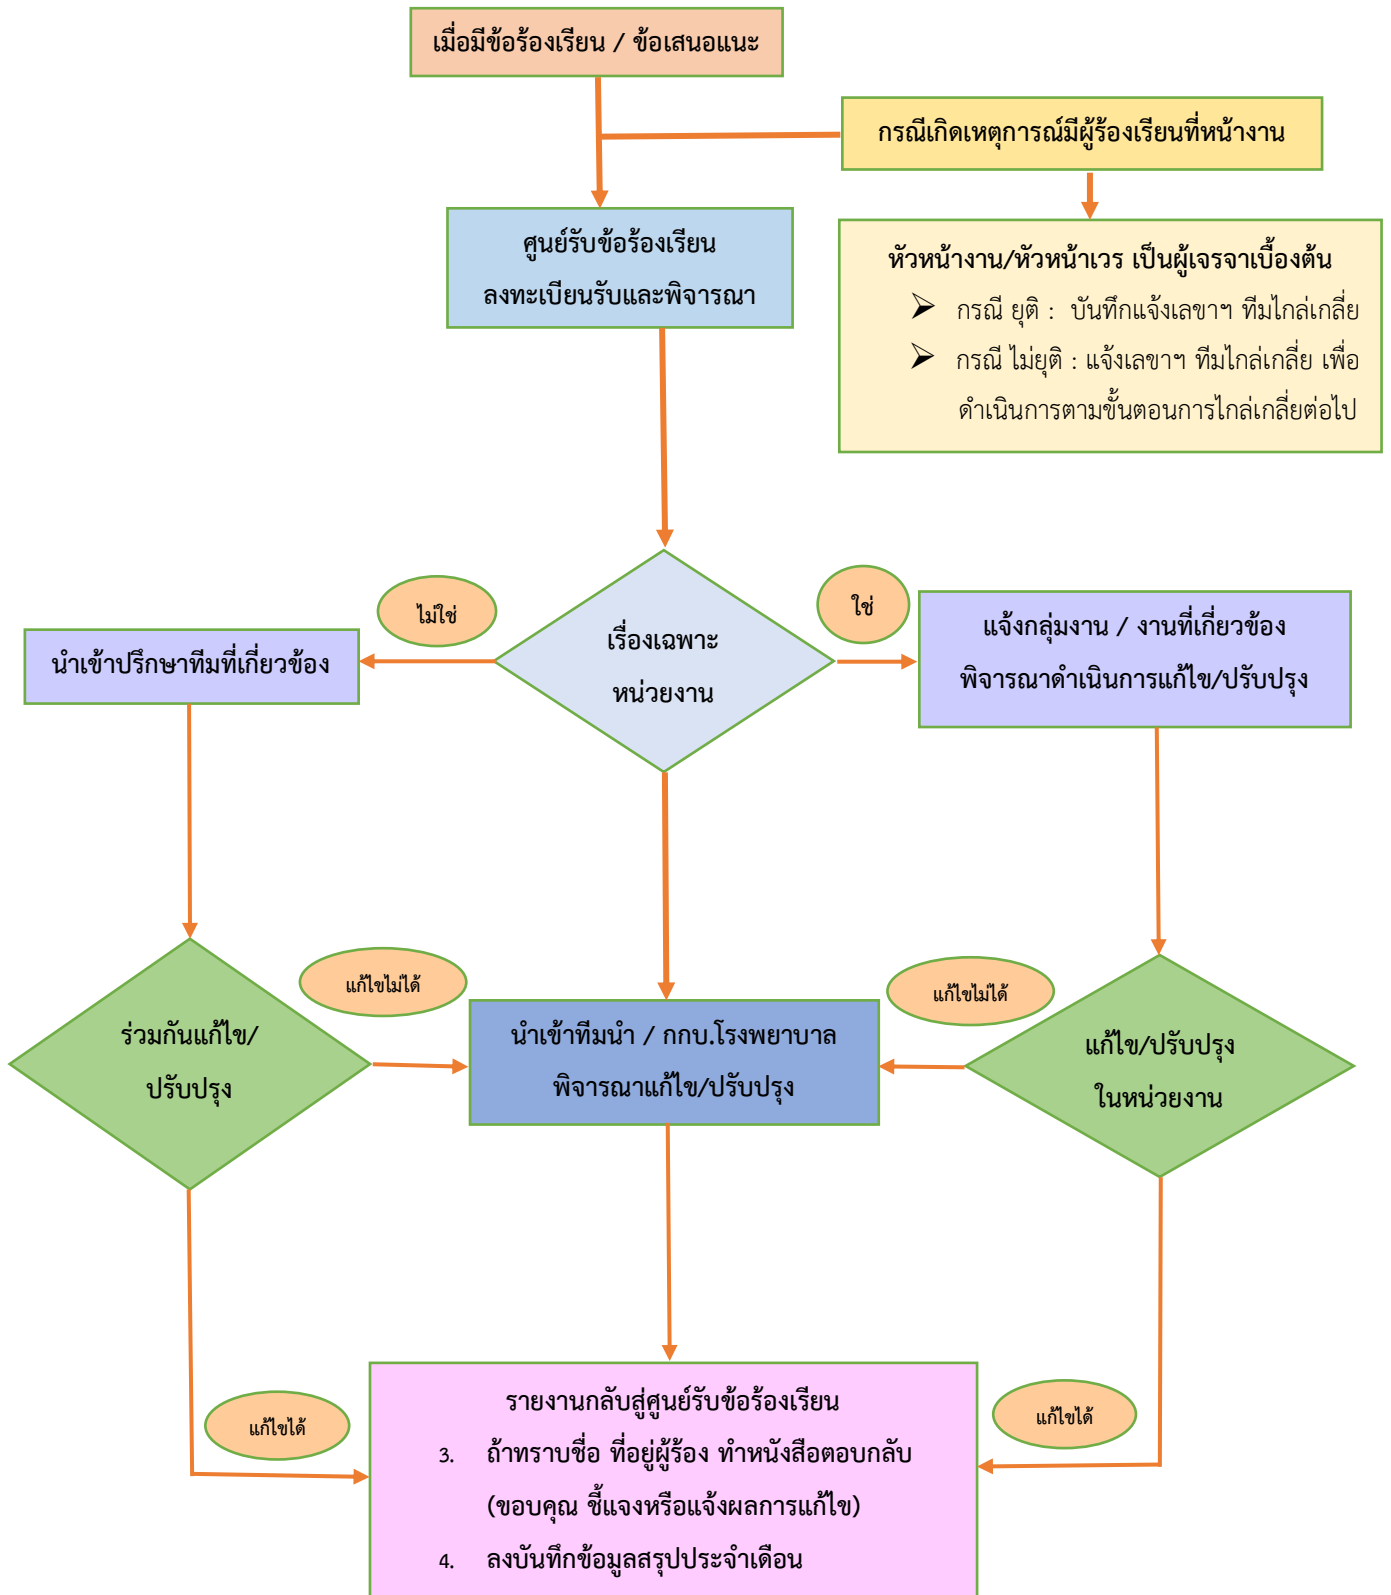 เมื่อมีข้อร้องเรียน / ข้อเสนอแนะ
กรณีเกิดเหตุการณ์มีผู้ร้องเรียนที่หน้างาน
ศูนย์รับข้อร้องเรียน
ลงทะเบียนรับและพิจารณา
หัวหน้างาน/หัวหน้าเวร เป็นผู้เจรจาเบื้องต้น
➢ กรณี ยุติ : บันทึกแจ้งเลขาฯ ทีมไกล่เกลี่ย
➢ กรณี ไม่ยุติ : แจ้งเลขาฯ ทีมไกล่เกลี่ย เพื่อ
ดำเนินการตามขั้นตอนการไกล่เกลี่ยต่อไป
ไม่ใช่
ใช่
เรื่องเฉพาะ
หน่วยงาน
นำเข้าปรึกษาทีมที่เกี่ยวข้อง
แจ้งกลุ่มงาน / งานที่เกี่ยวข้อง
พิจารณาดำเนินการแก้ไข/ปรับปรุง
แก้ไขไม่ได้
แก้ไขไม่ได้
ร่วมกันแก้ไข/
ปรับปรุง
นำเข้าทีมนำ / กกบ.โรงพยาบาล
พิจารณาแก้ไข/ปรับปรุง
แก้ไข/ปรับปรุง
ในหน่วยงาน
แก้ไขได้
แก้ไขได้
รายงานกลับสู่ศูนย์รับข้อร้องเรียน
3. ถ้าทราบชื่อ ที่อยู่ผู้ร้อง ทำหนังสือตอบกลับ
(ขอบคุณ ชี้แจงหรือแจ้งผลการแก้ไข)
4. ลงบันทึกข้อมูลสรุปประจำเดือน